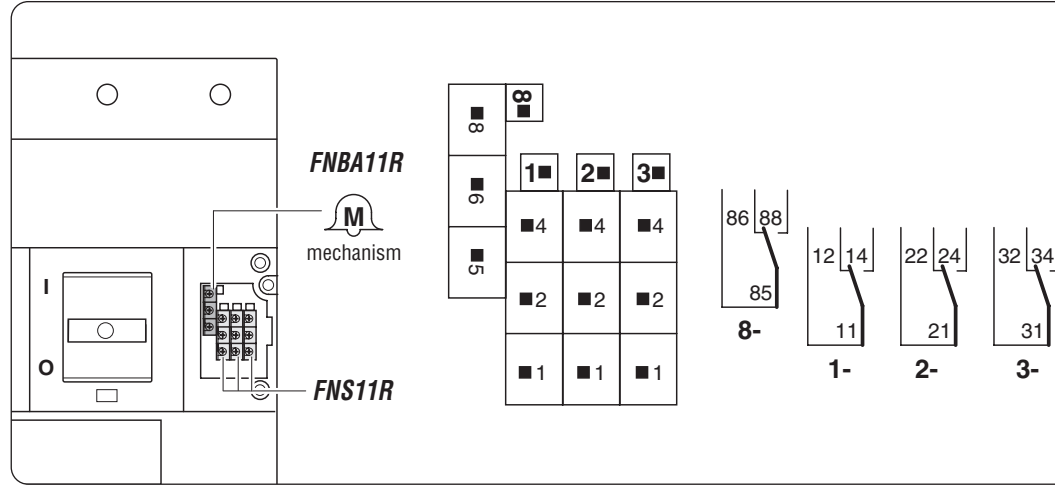 I
O
FNBA11R
M
mechanism
FNS11R
■8
■6
■5
8■
1■ 2■ 3■
■4 ■4 ■4
■2 ■2 ■2
■1 ■1 ■1
86 88
85
8-
12 14
11
1-
22 24
21
2-
32 34
31
3-